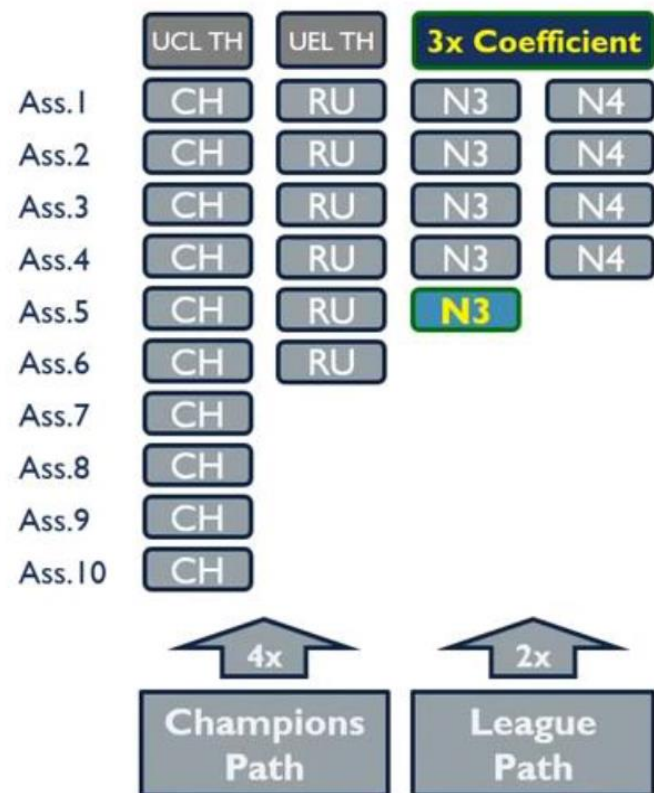 UCL TH UEL TH 3x Coefficient
Ass.1 CH RU N3 N4
Ass.2 CH RU N3 N4
Ass.3 CH RU N3 N4
Ass.4 CH RU N3 N4
Ass.5 CH RU N3
Ass.6 CH RU
Ass.7 CH
Ass.8 CH
Ass.9 CH
Ass.10 CH
4x 2x
Champions League
Path Path